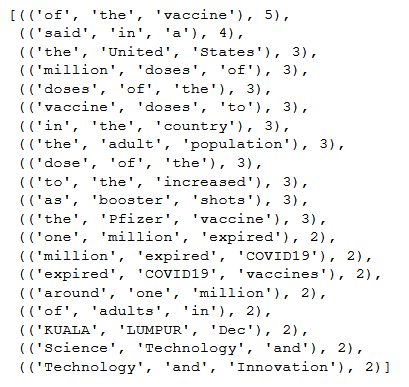 [(('of', 'the', 'vaccine'), 5),
(('said', 'in', 'a'), 4),
(('the', 'United', 'States'), 3),
(('million', 'doses', 'of'), 3),
(('doses', 'of', 'the'), 3),
(('vaccine', 'doses', 'to'), 3),
(('in', 'the', 'country'), 3),
(('the', 'adult', 'population'), 3),
(('dose', 'of', 'the'), 3),
(('to', 'the', 'increased'), 3),
(('as', 'booster', 'shots'), 3),
(('the', 'Pfizer', 'vaccine'), 3),
(('one', 'million', 'expired'), 2),
(('million', 'expired', 'COVID19'), 2),
(('expired', 'COVID19', 'vaccines'), 2),
(('around', 'one', 'million'), 2),
(('of', 'adults', 'in'), 2),
(('KUALA', 'LUMPUR', 'Dec'), 2),
(('Science', 'Technology', 'and'), 2),
(('Technology', 'and', 'Innovation'), 2)]